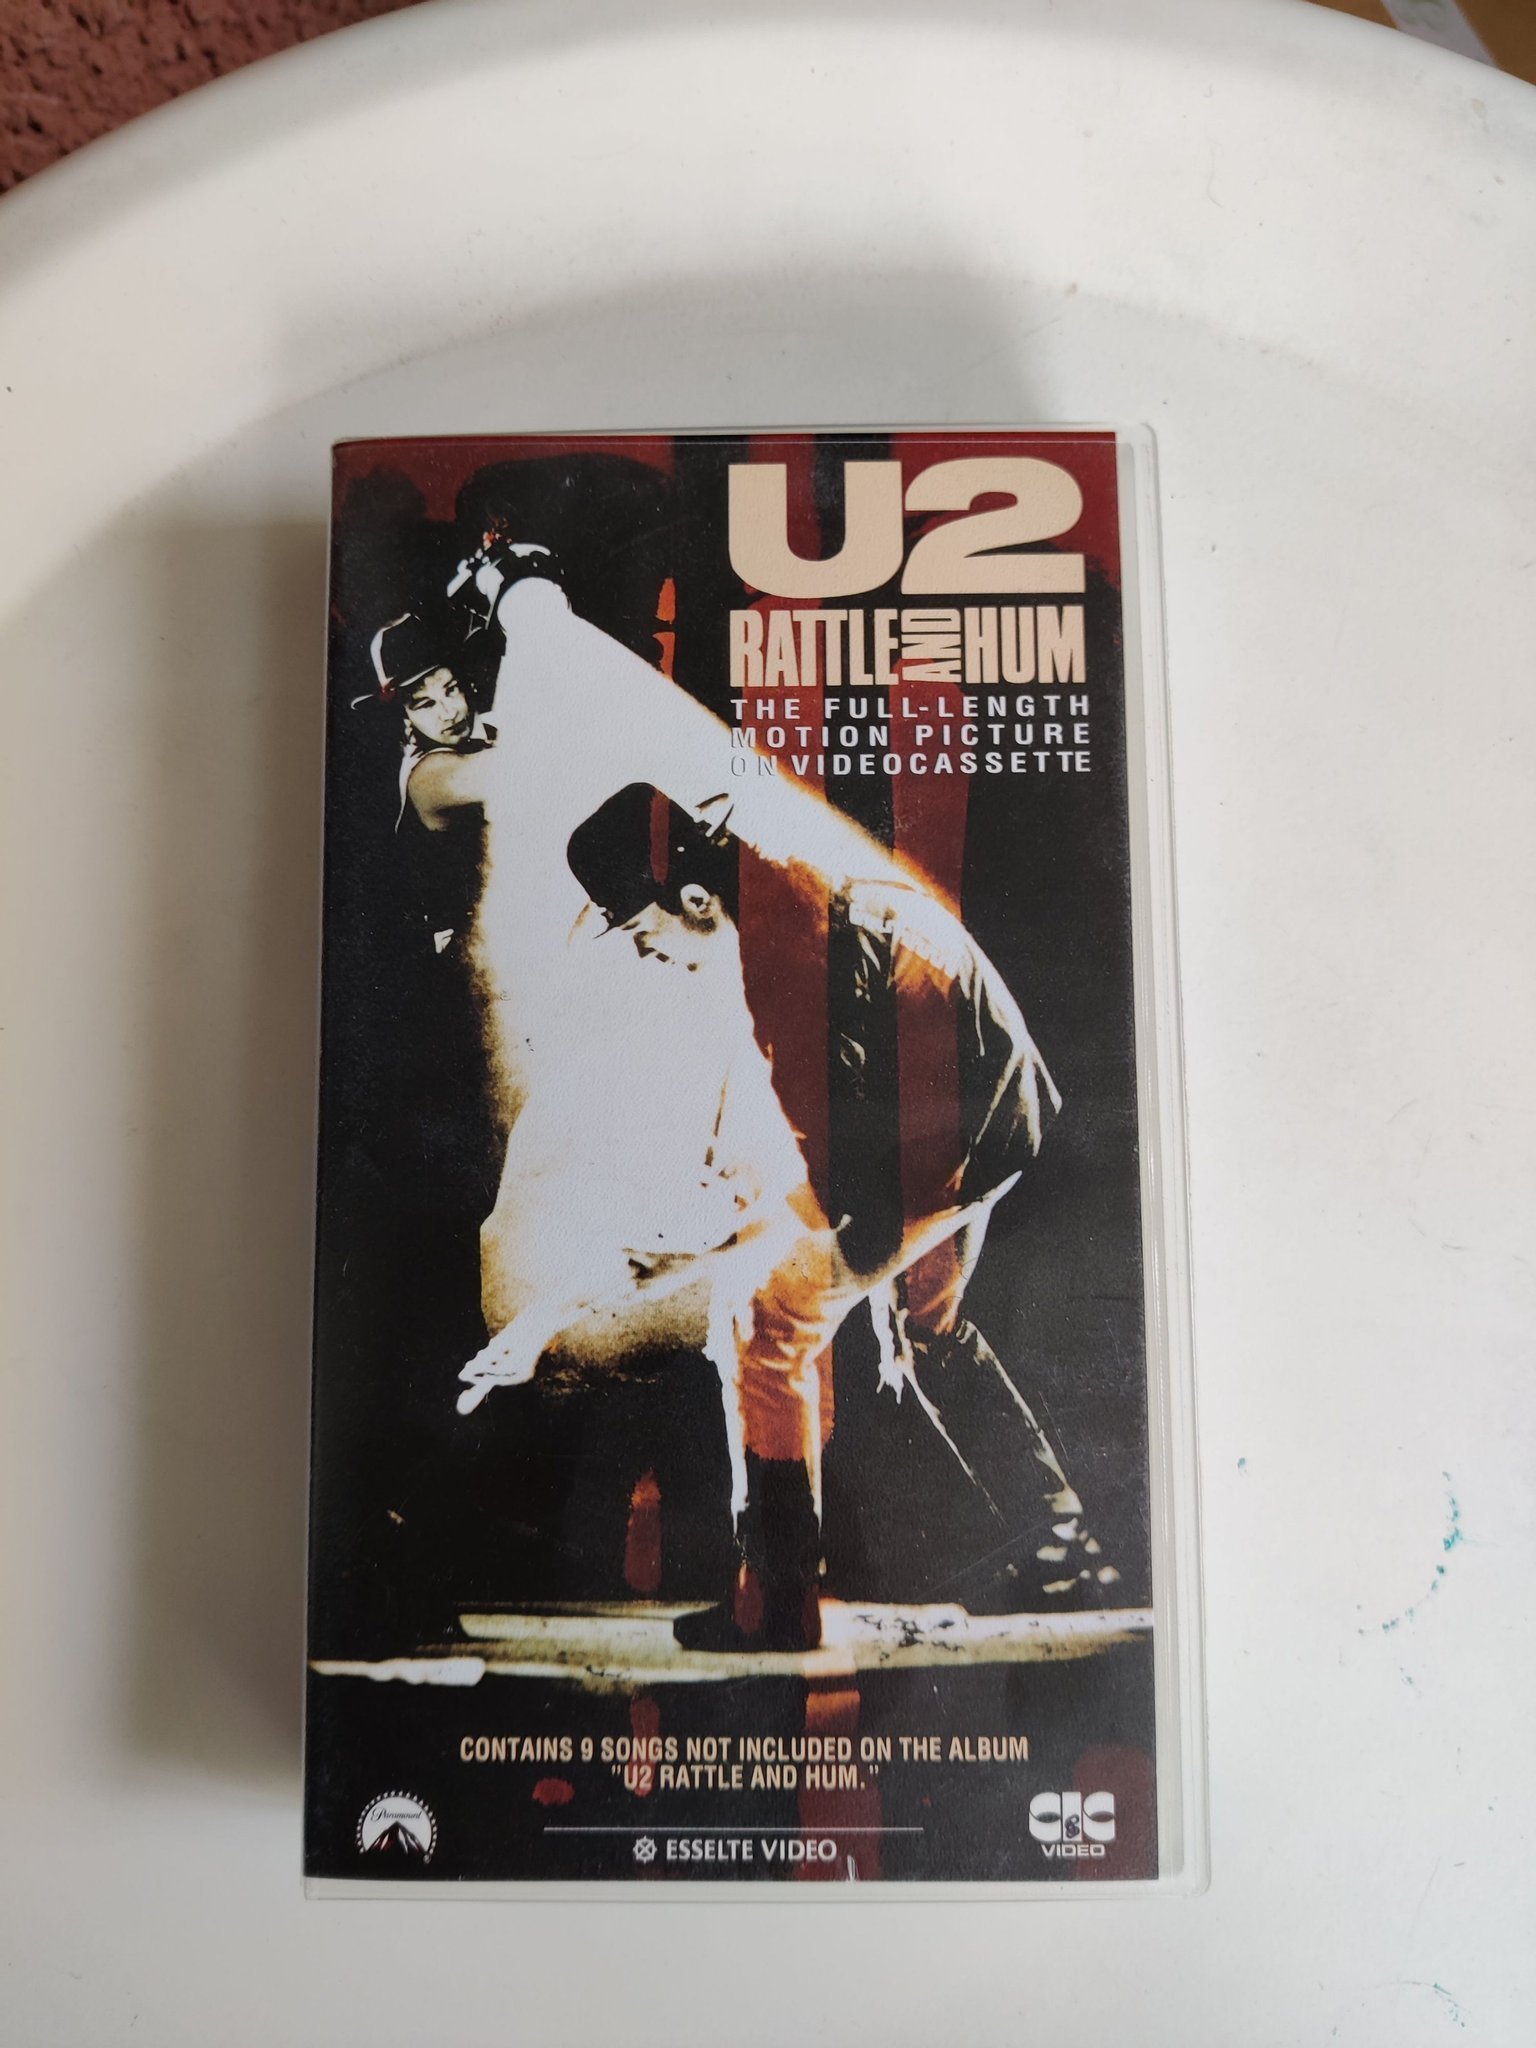 U2
RATTLE AND HUM
THE FULL-LENGTH
MOTION PICTURE
ON VIDEOCASSETTE
CONTAINS 9 SONGS NOT INCLUDED ON THE ALBUM
"U2 RATTLE AND HUM."
Paramount
ESSELTE VIDEO
CIC
VIDEO